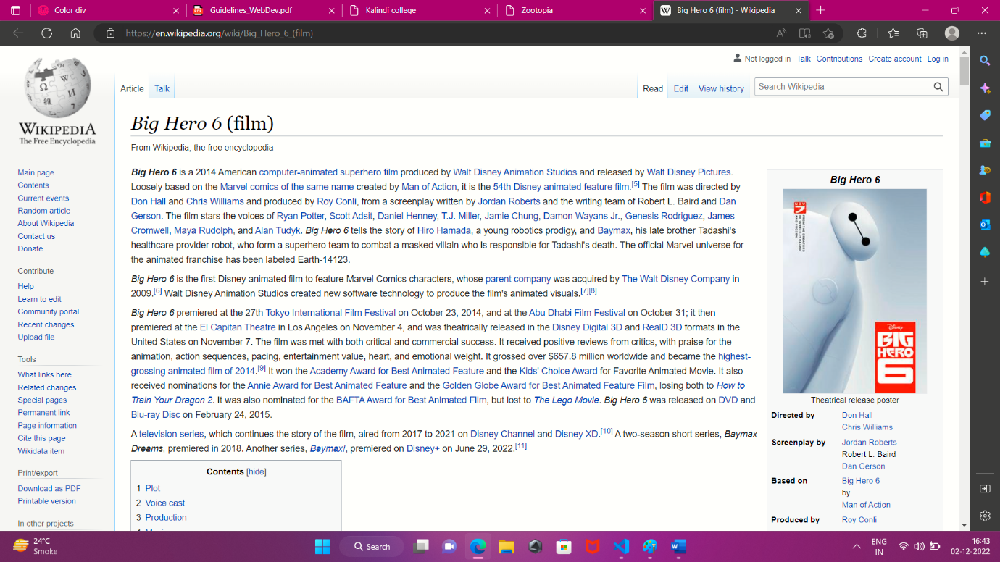 Color div
Guidelines_WebDev.pdf
Kalindi college
Zootopia
Big Hero 6 (film) - Wikipedia
https://en.wikipedia.org/wiki/Big_Hero_6_(film)
Not logged in Talk Contributions Create account Log in
Article Talk Read Edit View history Search Wikipedia
WIKIPEDIA
The Free Encyclopedia
Main page
Contents
Current events
Random article
About Wikipedia
Contact us
Donate
Contribute
Help
Learn to edit
Community portal
Recent changes
Upload file
Tools
What links here
Related changes
Special pages
Permanent link
Page information
Cite this page
Wikidata item
Print/export
Download as PDF
Printable version
In other projects
Big Hero 6 (film)
From Wikipedia, the free encyclopedia
Big Hero 6 is a 2014 American computer-animated superhero film produced by Walt Disney Animation Studios and released by Walt Disney Pictures.
Loosely based on the Marvel comics of the same name created by Man of Action, it is the 54th Disney animated feature film.[5] The film was directed by
Don Hall and Chris Williams and produced by Roy Conli, from a screenplay written by Jordan Roberts and the writing team of Robert L. Baird and Dan
Gerson. The film stars the voices of Ryan Potter, Scott Adsit, Daniel Henney, T.J. Miller, Jamie Chung, Damon Wayans Jr., Genesis Rodriguez, James
Cromwell, Maya Rudolph, and Alan Tudyk. Big Hero 6 tells the story of Hiro Hamada, a young robotics prodigy, and Baymax, his late brother Tadashi's
healthcare provider robot, who form a superhero team to combat a masked villain who is responsible for Tadashi's death. The official Marvel universe for
the animated franchise has been labeled Earth-14123.
Big Hero 6 is the first Disney animated film to feature Marvel Comics characters, whose parent company was acquired by The Walt Disney Company in
2009.[6] Walt Disney Animation Studios created new software technology to produce the film's animated visuals.[7][8]
Big Hero 6 premiered at the 27th Tokyo International Film Festival on October 23, 2014, and at the Abu Dhabi Film Festival on October 31; it then
premiered at the El Capitan Theatre in Los Angeles on November 4, and was theatrically released in the Disney Digital 3D and RealD 3D formats in the
United States on November 7. The film was met with both critical and commercial success. It received positive reviews from critics, with praise for the
animation, action sequences, pacing, entertainment value, heart, and emotional weight. It grossed over $657.8 million worldwide and became the highest-
grossing animated film of 2014.[9] It won the Academy Award for Best Animated Feature and the Kids' Choice Award for Favorite Animated Movie. It also
received nominations for the Annie Award for Best Animated Feature and the Golden Globe Award for Best Animated Feature Film, losing both to How to
Train Your Dragon 2. It was also nominated for the BAFTA Award for Best Animated Film, but lost to The Lego Movie. Big Hero 6 was released on DVD and
Blu-ray Disc on February 24, 2015.
A television series, which continues the story of the film, aired from 2017 to 2021 on Disney Channel and Disney XD.[10] A two-season short series, Baymax
Dreams, premiered in 2018. Another series, Baymax!, premiered on Disney+ on June 29, 2022.[11]
Contents [hide]
1 Plot
2 Voice cast
3 Production
Big Hero 6
NOV 7
FROM THE CREATORS
OF WRECK-IT RALPH
AND FROZEN
Disney
BIG
HERO
6
Theatrical release poster
Directed by Don Hall
Chris Williams
Screenplay by Jordan Roberts
Robert L. Baird
Dan Gerson
Based on Big Hero 6
by
Man of Action
Produced by Roy Conli
24°C
Smoke
Search
ENG
IN
16:43
02-12-2022